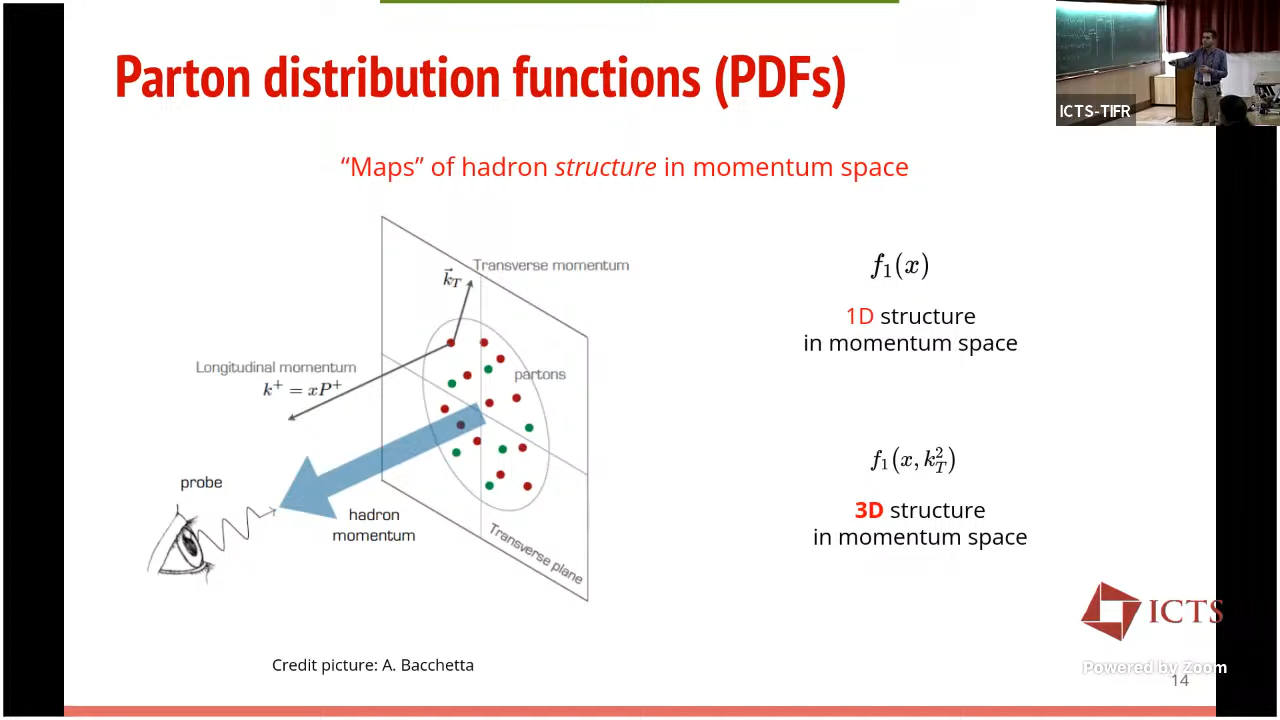 Parton distribution functions (PDFs)
ICTS-TIFR
“Maps” of hadron structure in momentum space
Transverse momentum
$\vec{k}_T$
Longitudinal momentum
$k^+ = xP^+$
partons
probe
hadron
momentum
Transverse plane
$f_1(x)$
1D structure
in momentum space
$f_1(x, k_T^2)$
3D structure
in momentum space
ICTS
Powered by Zoom
Credit picture: A. Bacchetta
14